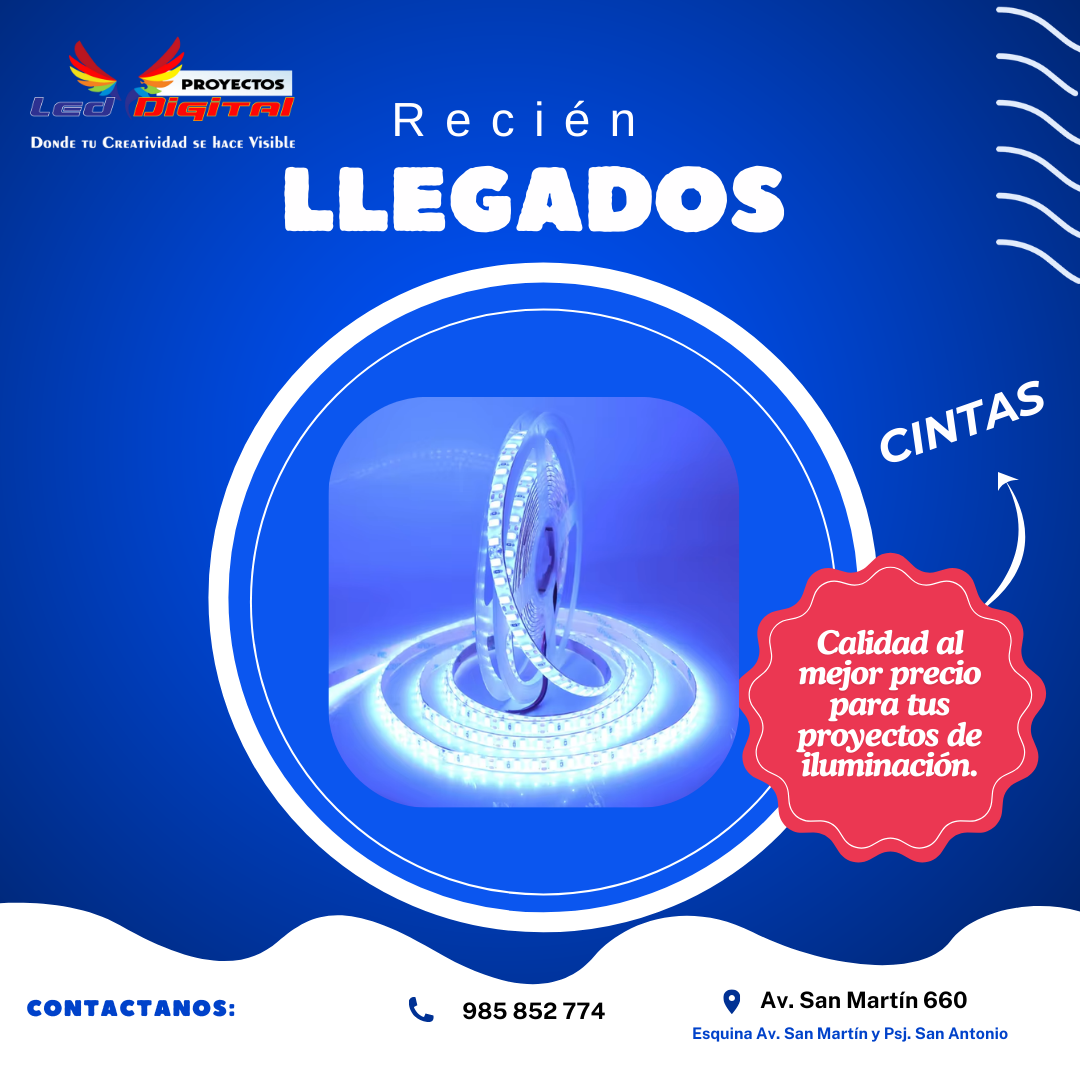 PROYECTOS
Led Digital
Donde tu Creatividad se hace Visible
Recién
LLEGADOS
CINTAS
Calidad al
mejor precio
para tus
proyectos de
iluminación.
CONTACTANOS:
985 852 774
Av. San Martín 660
Esquina Av. San Martín y Psj. San Antonio